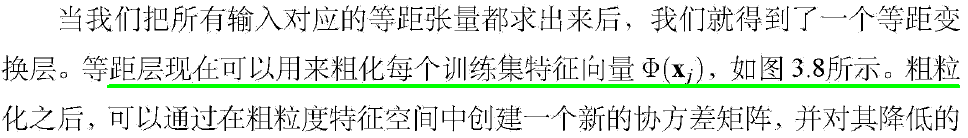 当我们把所有输入对应的等距张量都求出来后，我们就得到了一个等距变
换层。等距层现在可以用来粗化每个训练集特征向量 Φ(x_j)，如图 3.8所示。粗粒
化之后，可以通过在粗粒度特征空间中创建一个新的协方差矩阵，并对其降低的